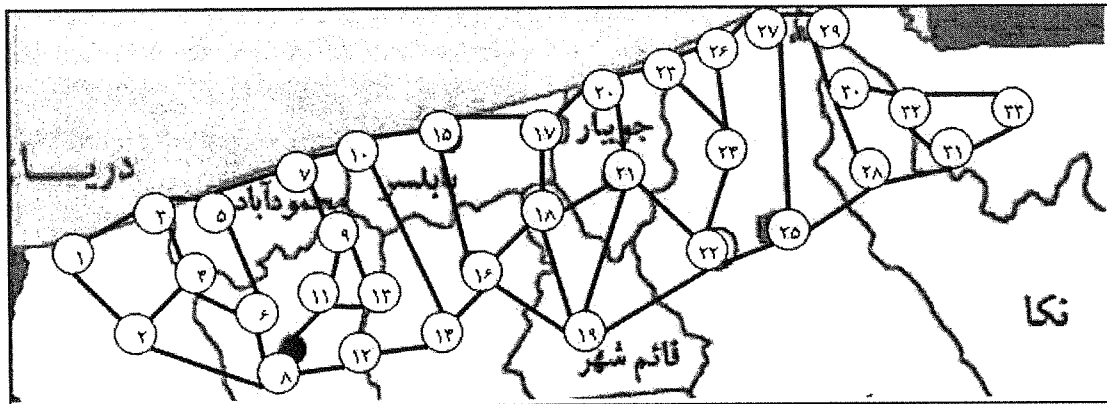 ۲۷ ۲۹
۲۶
۲۳
۲۰ ۳۰
۳۲ ۳۳
۱۵ ۱۷ جویبار
۱۰ ۲۴ ۳۱
دریا
۷ ۲۱ ۲۸
بابلسر
محمودآباد
۳ ۵ ۱۸
۹ ۲۵
۱ ۲۲
۴ ۱۶
۱۱ ۱۳
۶ نکا
۲ ۱۴ ۱۹
۱۲ قائم شهر
۸